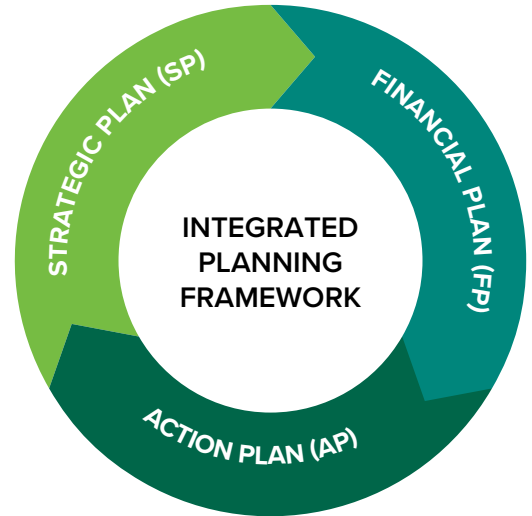 STRATEGIC PLAN (SP)
FINANCIAL PLAN (FP)
INTEGRATED
PLANNING
FRAMEWORK
ACTION PLAN (AP)